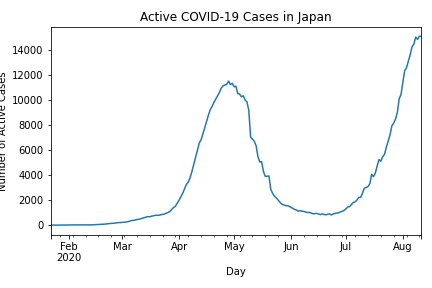 Active COVID-19 Cases in Japan
Number of Active Cases
14000
12000
10000
8000
6000
4000
2000
0
Feb Mar Apr May Jun Jul Aug
2020
Day